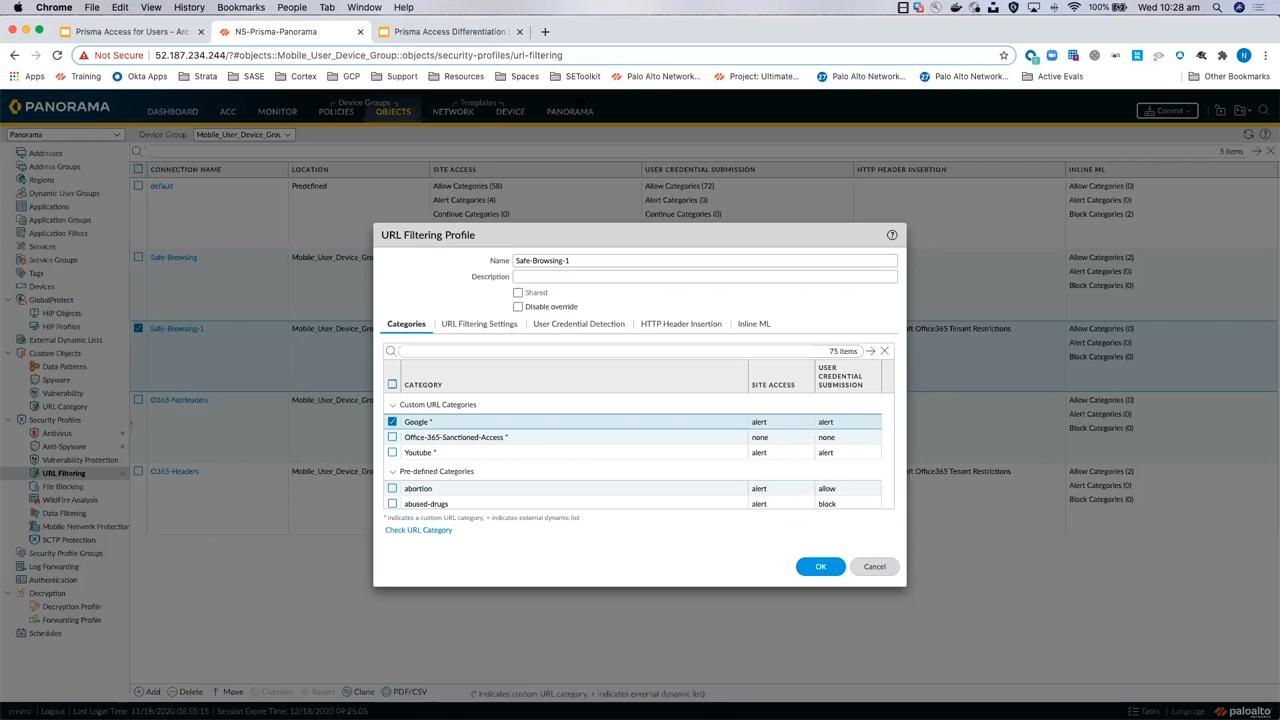 Chrome File Edit View History Bookmarks People Tab Window Help 100% Wed 10:28 am
Prisma Access for Users - Arc NS-Prisma-Panorama Prisma Access Differentiation S
Not Secure 52.187.234.244/?#objects::Mobile_User_Device_Group::objects/security-profiles/url-filtering
Apps Training Okta Apps Strata SASE Cortex GCP Support Resources Spaces SEToolkit Palo Alto Network... Project: Ultimate... Palo Alto Network... Palo Alto Network... Active Evals Other Bookmarks
PANORAMA DASHBOARD ACC MONITOR Device Groups POLICIES OBJECTS Templates NETWORK DEVICE PANORAMA Commit
Panorama Device Group Mobile_User_Device_Grou
5 items
Addresses
Address Groups
Regions
Dynamic User Groups
Applications
Application Groups
Application Filters
Services
Service Groups
Tags
Devices
GlobalProtect
HIP Objects
HIP Profiles
External Dynamic Lists
Custom Objects
Data Patterns
Spyware
Vulnerability
URL Category
Security Profiles
Antivirus
Anti-Spyware
Vulnerability Protection
URL Filtering
File Blocking
WildFire Analysis
Data Filtering
Mobile Network Protection
SCTP Protection
Security Profile Groups
Log Forwarding
Authentication
Decryption
Decryption Profile
Forwarding Profile
Schedules
CONNECTION NAME LOCATION SITE ACCESS USER CREDENTIAL SUBMISSION HTTP HEADER INSERTION INLINE ML
default Predefined Allow Categories (58) Allow Categories (72) Allow Categories (0)
Alert Categories (4) Alert Categories (0) Alert Categories (0)
Continue Categories (0) Continue Categories (0) Block Categories (2)
Safe-Browsing Mobile_User_Device_Gro Allow Categories (2)
Alert Categories (0)
Block Categories (0)
Safe-Browsing-1 Mobile_User_Device_Gro ft Office365 Tenant Restrictions Allow Categories (0)
Alert Categories (0)
Block Categories (0)
O365-NoHeaders Mobile_User_Device_Gro Allow Categories (0)
Alert Categories (0)
Block Categories (0)
O365-Headers Mobile_User_Device_Gro ft Office365 Tenant Restrictions Allow Categories (2)
Alert Categories (0)
Block Categories (0)
URL Filtering Profile
Name Safe-Browsing-1
Description
Shared
Disable override
Categories URL Filtering Settings User Credential Detection HTTP Header Insertion Inline ML
75 items
CATEGORY SITE ACCESS USER CREDENTIAL SUBMISSION
Custom URL Categories
Google * alert alert
Office-365-Sanctioned-Access * none none
Youtube * alert alert
Pre-defined Categories
abortion alert allow
abused-drugs alert block
* indicates a custom URL category, + indicates external dynamic list
Check URL Category
OK Cancel
Add Delete Move Override Revert Clone PDF/CSV (* indicates custom URL category, + indicates external dynamic list)
prisma Logout Last Login Time: 11/18/2020 08:55:15 Session Expire Time: 12/18/2020 09:25:05 Tasks Language paloalto